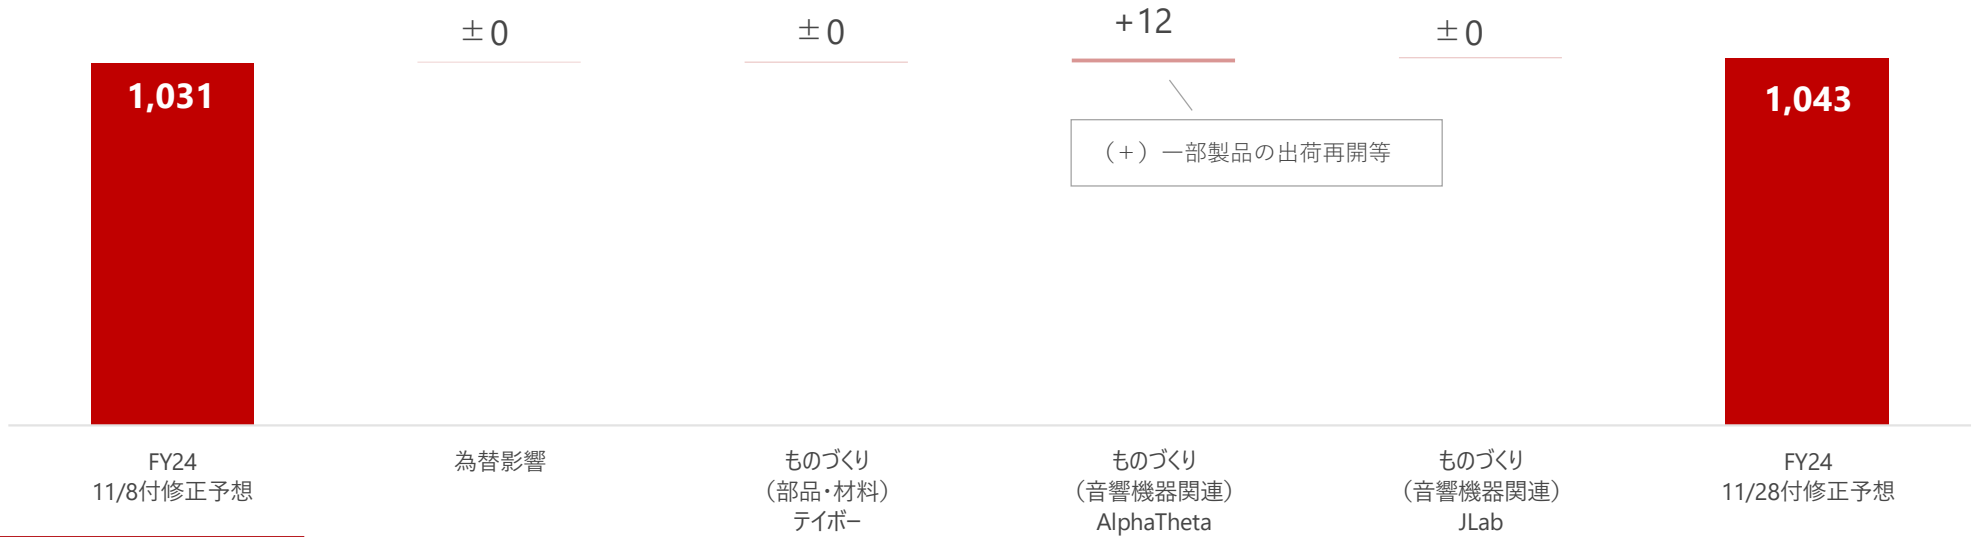 ±0
±0
+12
±0
1,031
1,043
（+）一部製品の出荷再開等
FY24
11/8付修正予想
為替影響
ものづくり
（部品・材料）
テイボー
ものづくり
（音響機器関連）
AlphaTheta
ものづくり
（音響機器関連）
JLab
FY24
11/28付修正予想